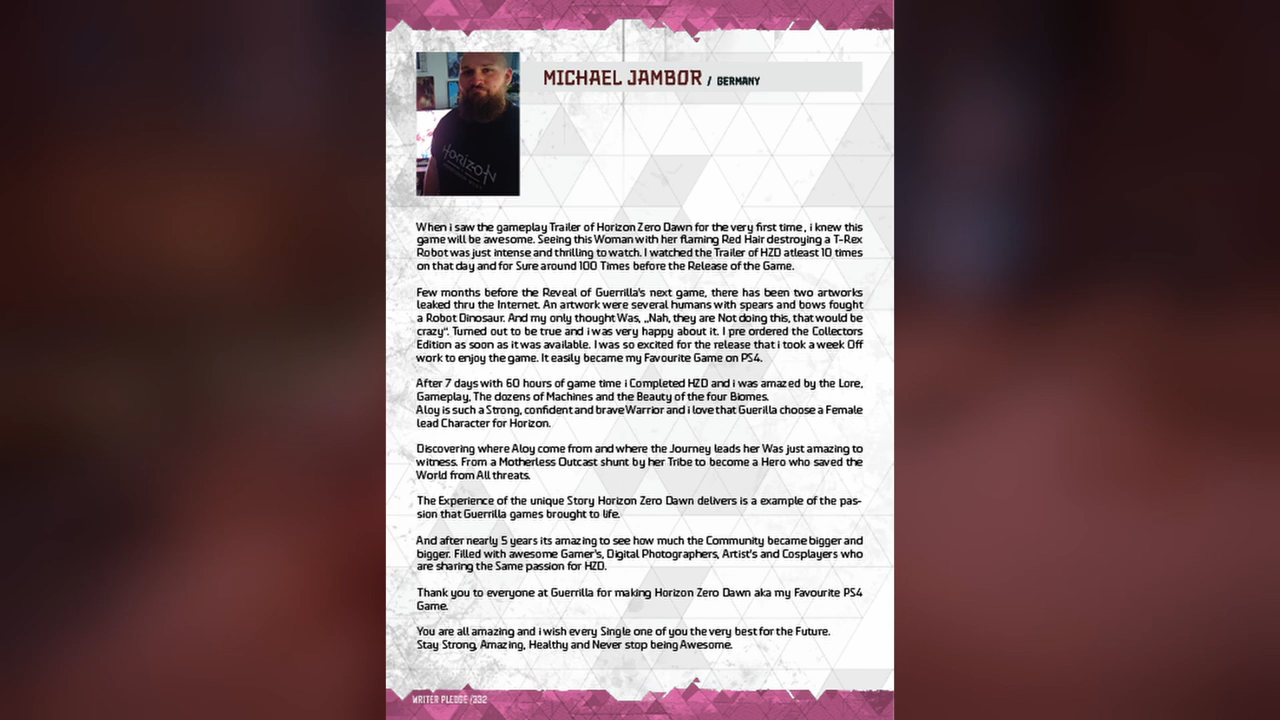 MICHAEL JAMBOR / GERMANY
HORIZON
When i saw the gameplay Trailer of Horizon Zero Dawn for the very first time , i knew this
game will be awesome. Seeing this Woman with her flaming Red Hair destroying a T-Rex
Robot was just intense and thrilling to watch. I watched the Trailer of HZD atleast 10 times
on that day and for Sure around 100 Times before the Release of the Game.
Few months before the Reveal of Guerrilla's next game, there has been two artworks
leaked thru the Internet. An artwork were several humans with spears and bows fought
a Robot Dinosaur. And my only thought Was, „Nah, they are Not doing this, that would be
crazy“. Turned out to be true and i was very happy about it. I pre ordered the Collectors
Edition as soon as it was available. I was so excited for the release that i took a week Off
work to enjoy the game. It easily became my Favourite Game on PS4.
After 7 days with 60 hours of game time i Completed HZD and i was amazed by the Lore,
Gameplay, The dozens of Machines and the Beauty of the four Biomes.
Aloy is such a Strong, confident and brave Warrior and i love that Guerilla choose a Female
lead Character for Horizon.
Discovering where Aloy come from and where the Journey leads her Was just amazing to
witness. From a Motherless Outcast shunt by her Tribe to become a Hero who saved the
World from All threats.
The Experience of the unique Story Horizon Zero Dawn delivers is a example of the pas-
sion that Guerrilla games brought to life.
And after nearly 5 years its amazing to see how much the Community became bigger and
bigger. Filled with awesome Gamer's, Digital Photographers, Artist's and Cosplayers who
are sharing the Same passion for HZD.
Thank you to everyone at Guerrilla for making Horizon Zero Dawn aka my Favourite PS4
Game.
You are all amazing and i wish every Single one of you the very best for the Future.
Stay Strong, Amazing, Healthy and Never stop being Awesome.
WRITER PLEDGE /332